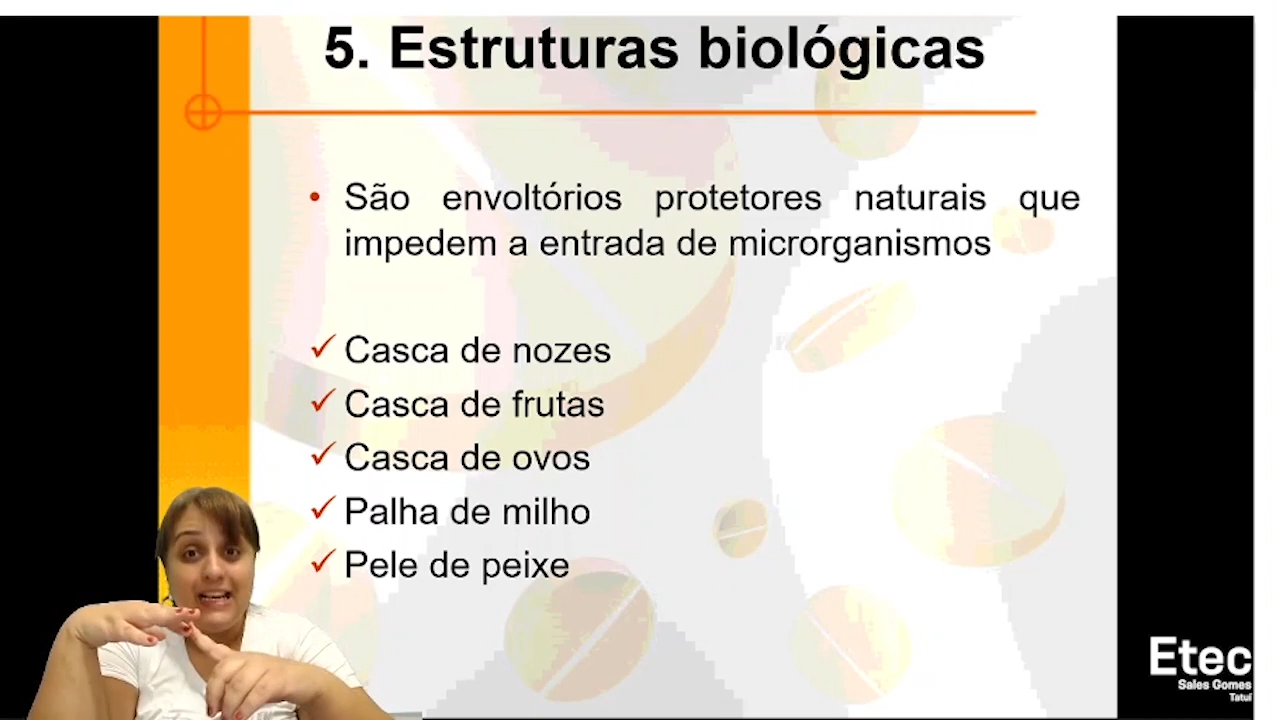 5. Estruturas biológicas
• São envoltórios protetores naturais que
impedem a entrada de microrganismos
✓ Casca de nozes
✓ Casca de frutas
✓ Casca de ovos
✓ Palha de milho
✓ Pele de peixe
Etec
Sales Gomes
Tatuí